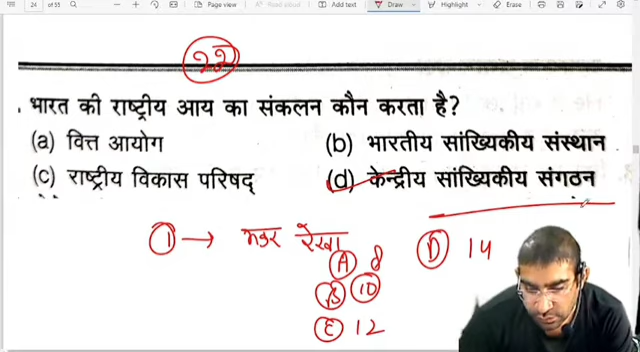 24 of 55
Page view
Read aloud
Add text
Draw
Highlight
Erase
22
. भारत की राष्ट्रीय आय का संकलन कौन करता है?
(a) वित्त आयोग (b) भारतीय सांख्यिकीय संस्थान
(c) राष्ट्रीय विकास परिषद् (d) केन्द्रीय सांख्यिकीय संगठन
1 → रेखा
A 8 D 14
B 10
E 12